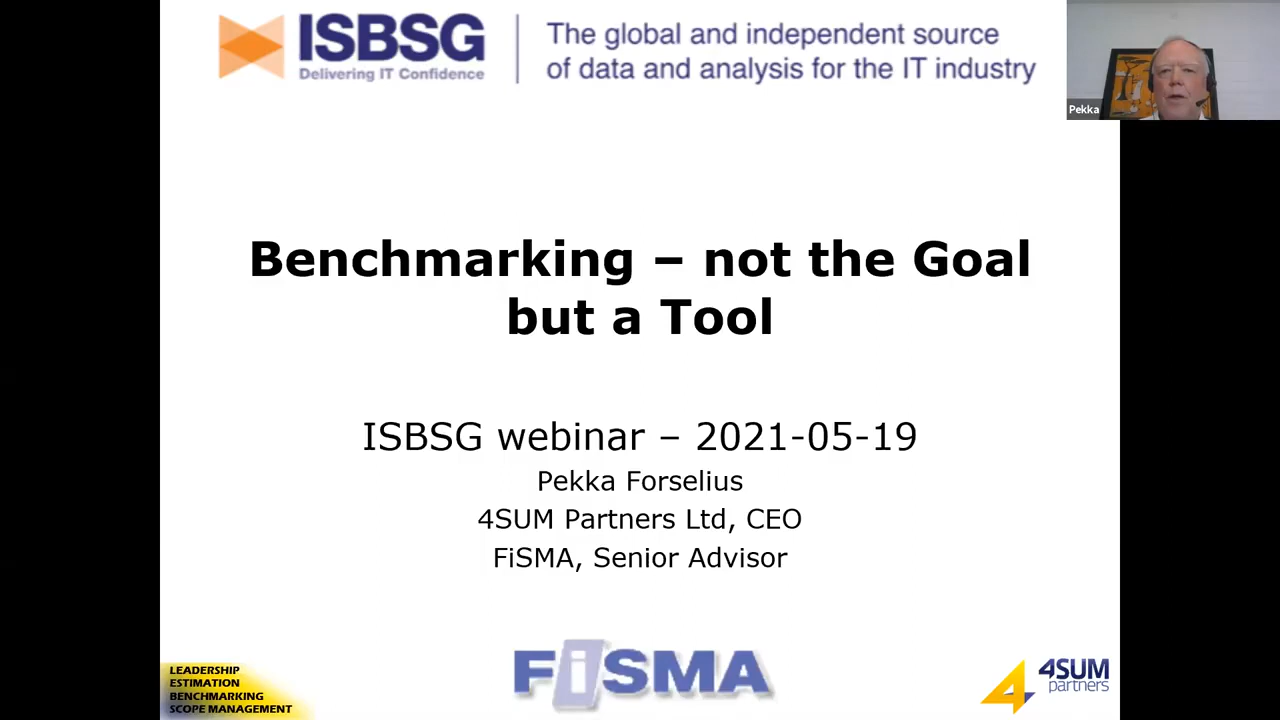 ISBSG
Delivering IT Confidence
The global and independent source
of data and analysis for the IT industry
Pekka
Benchmarking – not the Goal
but a Tool
ISBSG webinar – 2021-05-19
Pekka Forselius
4SUM Partners Ltd, CEO
FiSMA, Senior Advisor
LEADERSHIP
ESTIMATION
BENCHMARKING
SCOPE MANAGEMENT
FiSMA
4
4SUM
partners